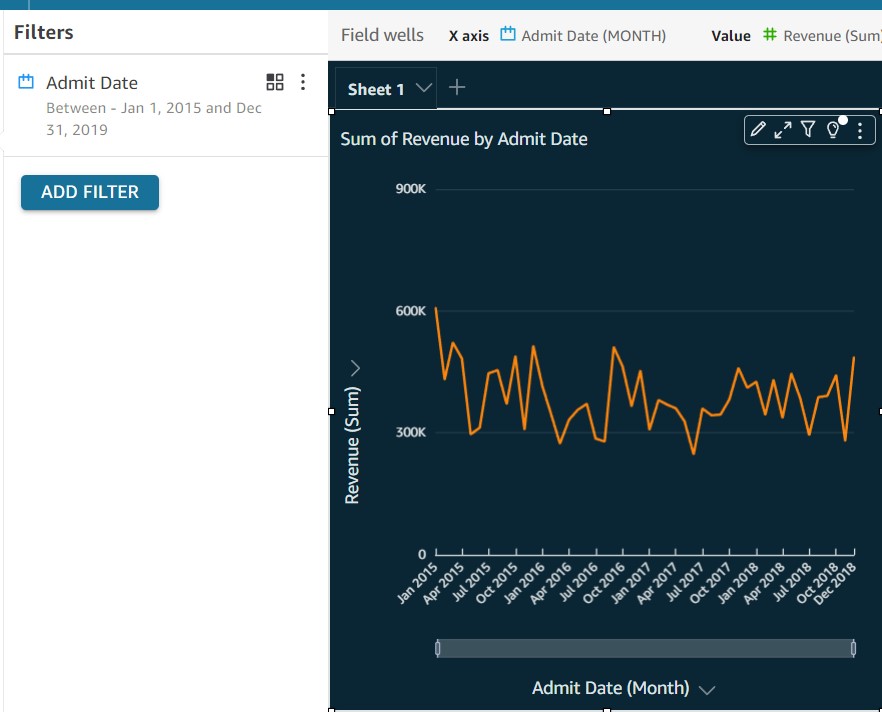 Filters
Admit Date
Between - Jan 1, 2015 and Dec
31, 2019
ADD FILTER
Field wells X axis Admit Date (MONTH) Value Revenue (Sum)
Sheet 1
Sum of Revenue by Admit Date
900K
600K
300K
0
Revenue (Sum)
Jan 2015
Apr 2015
Jul 2015
Oct 2015
Jan 2016
Apr 2016
Jul 2016
Oct 2016
Jan 2017
Apr 2017
Jul 2017
Oct 2017
Jan 2018
Apr 2018
Jul 2018
Oct 2018
Dec 2018
Admit Date (Month)